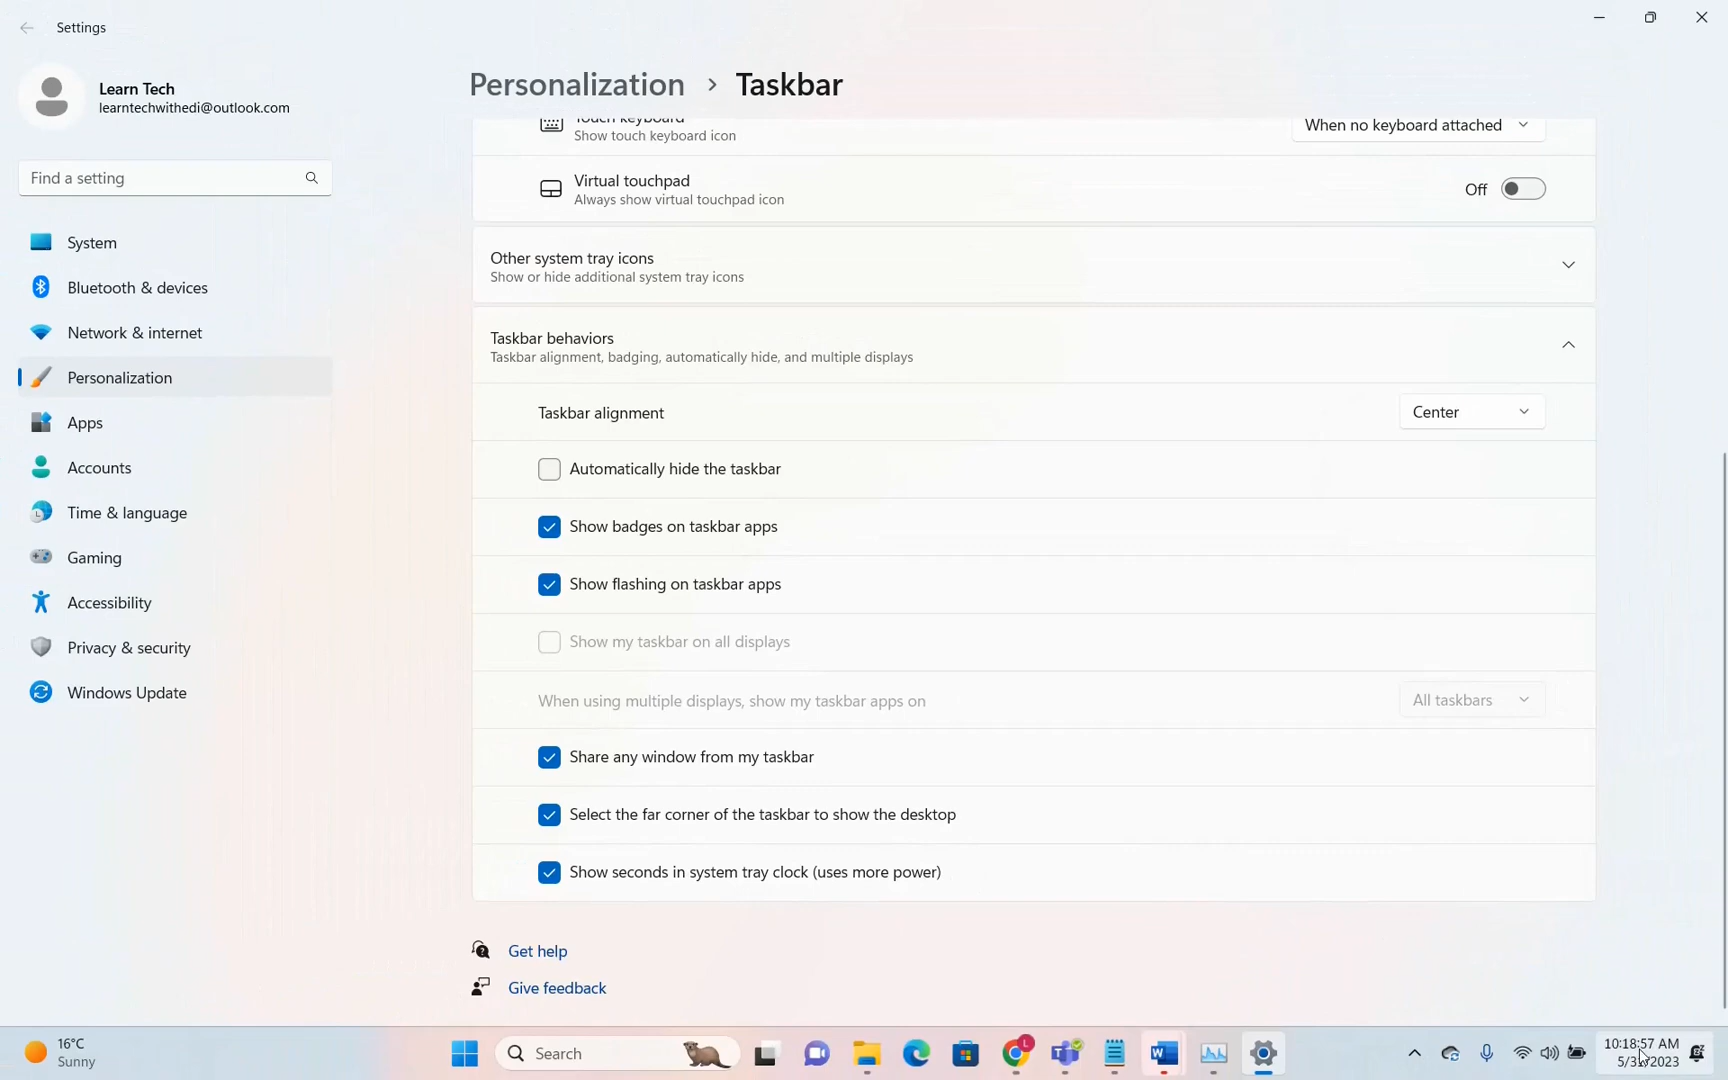 Settings
Learn Tech
learntechwithedi@outlook.com
Find a setting
System
Bluetooth & devices
Network & internet
Personalization
Apps
Accounts
Time & language
Gaming
Accessibility
Privacy & security
Windows Update
Personalization > Taskbar
Touch keyboard
Show touch keyboard icon
When no keyboard attached
Virtual touchpad
Always show virtual touchpad icon
Off
Other system tray icons
Show or hide additional system tray icons
Taskbar behaviors
Taskbar alignment, badging, automatically hide, and multiple displays
Taskbar alignment
Center
Automatically hide the taskbar
Show badges on taskbar apps
Show flashing on taskbar apps
Show my taskbar on all displays
When using multiple displays, show my taskbar apps on
All taskbars
Share any window from my taskbar
Select the far corner of the taskbar to show the desktop
Show seconds in system tray clock (uses more power)
Get help
Give feedback
16°C
Sunny
Search
L
W
10:18:57 AM